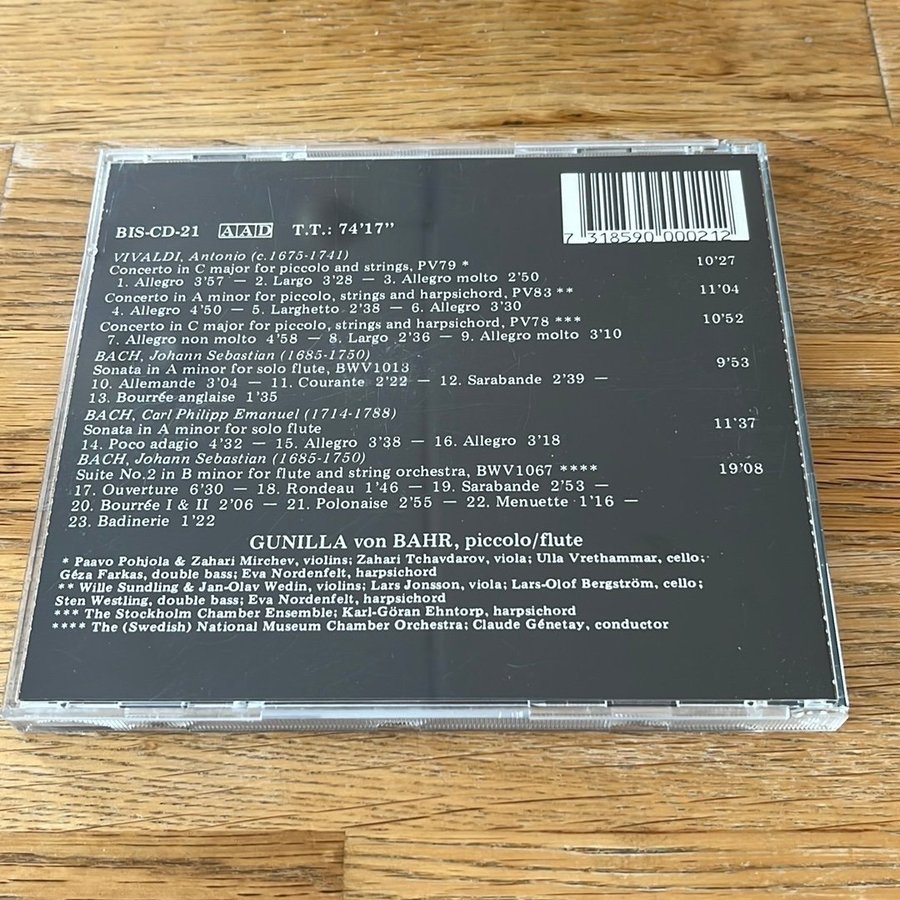 BIS-CD-21 AAD T.T.: 74'17"
7 318590 000212
VIVALDI, Antonio (c.1675-1741)
Concerto in C major for piccolo and strings, PV79 * 10'27
1. Allegro 3'57 — 2. Largo 3'28 — 3. Allegro molto 2'50
Concerto in A minor for piccolo, strings and harpsichord, PV83 ** 11'04
4. Allegro 4'50 — 5. Larghetto 2'38 — 6. Allegro 3'30
Concerto in C major for piccolo, strings and harpsichord, PV78 *** 10'52
7. Allegro non molto 4'58 — 8. Largo 2'36 — 9. Allegro molto 3'10
BACH, Johann Sebastian (1685-1750)
Sonata in A minor for solo flute, BWV1013 9'53
10. Allemande 3'04 — 11. Courante 2'22 — 12. Sarabande 2'39 —
13. Bourrée anglaise 1'35
BACH, Carl Philipp Emanuel (1714-1788)
Sonata in A minor for solo flute 11'37
14. Poco adagio 4'32 — 15. Allegro 3'38 — 16. Allegro 3'18
BACH, Johann Sebastian (1685-1750)
Suite No.2 in B minor for flute and string orchestra, BWV1067 **** 19'08
17. Ouverture 6'30 — 18. Rondeau 1'46 — 19. Sarabande 2'53 —
20. Bourrée I & II 2'06 — 21. Polonaise 2'55 — 22. Menuette 1'16 —
23. Badinerie 1'22
GUNILLA von BAHR, piccolo/flute
* Paavo Pohjola & Zahari Mirchev, violins; Zahari Tchavdarov, viola; Ulla Vrethammar, cello;
Géza Farkas, double bass; Eva Nordenfelt, harpsichord
** Wille Sundling & Jan-Olav Wedin, violins; Lars Jonsson, viola; Lars-Olof Bergström, cello;
Sten Westling, double bass; Eva Nordenfelt, harpsichord
*** The Stockholm Chamber Ensemble; Karl-Göran Ehntorp, harpsichord
**** The (Swedish) National Museum Chamber Orchestra; Claude Génetay, conductor